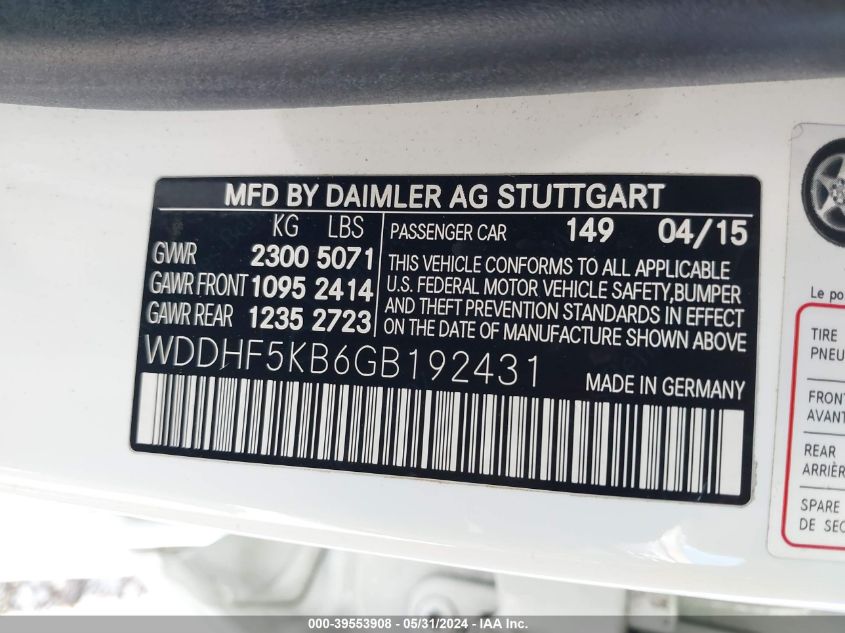 MFD BY DAIMLER AG STUTTGART
KG LBS
GVWR 2300 5071
GAWR FRONT 1095 2414
GAWR REAR 1235 2723
PASSENGER CAR 149 04/15
THIS VEHICLE CONFORMS TO ALL APPLICABLE
U.S. FEDERAL MOTOR VEHICLE SAFETY,BUMPER
AND THEFT PREVENTION STANDARDS IN EFFECT
ON THE DATE OF MANUFACTURE SHOWN ABOVE
WDDHF5KB6GB192431 MADE IN GERMANY
Le
TIRE
FRONT
AVANT
REAR
ARRIÈRE
SPARE
DE
000-39553908 - 05/31/2024 - IAA, Inc.